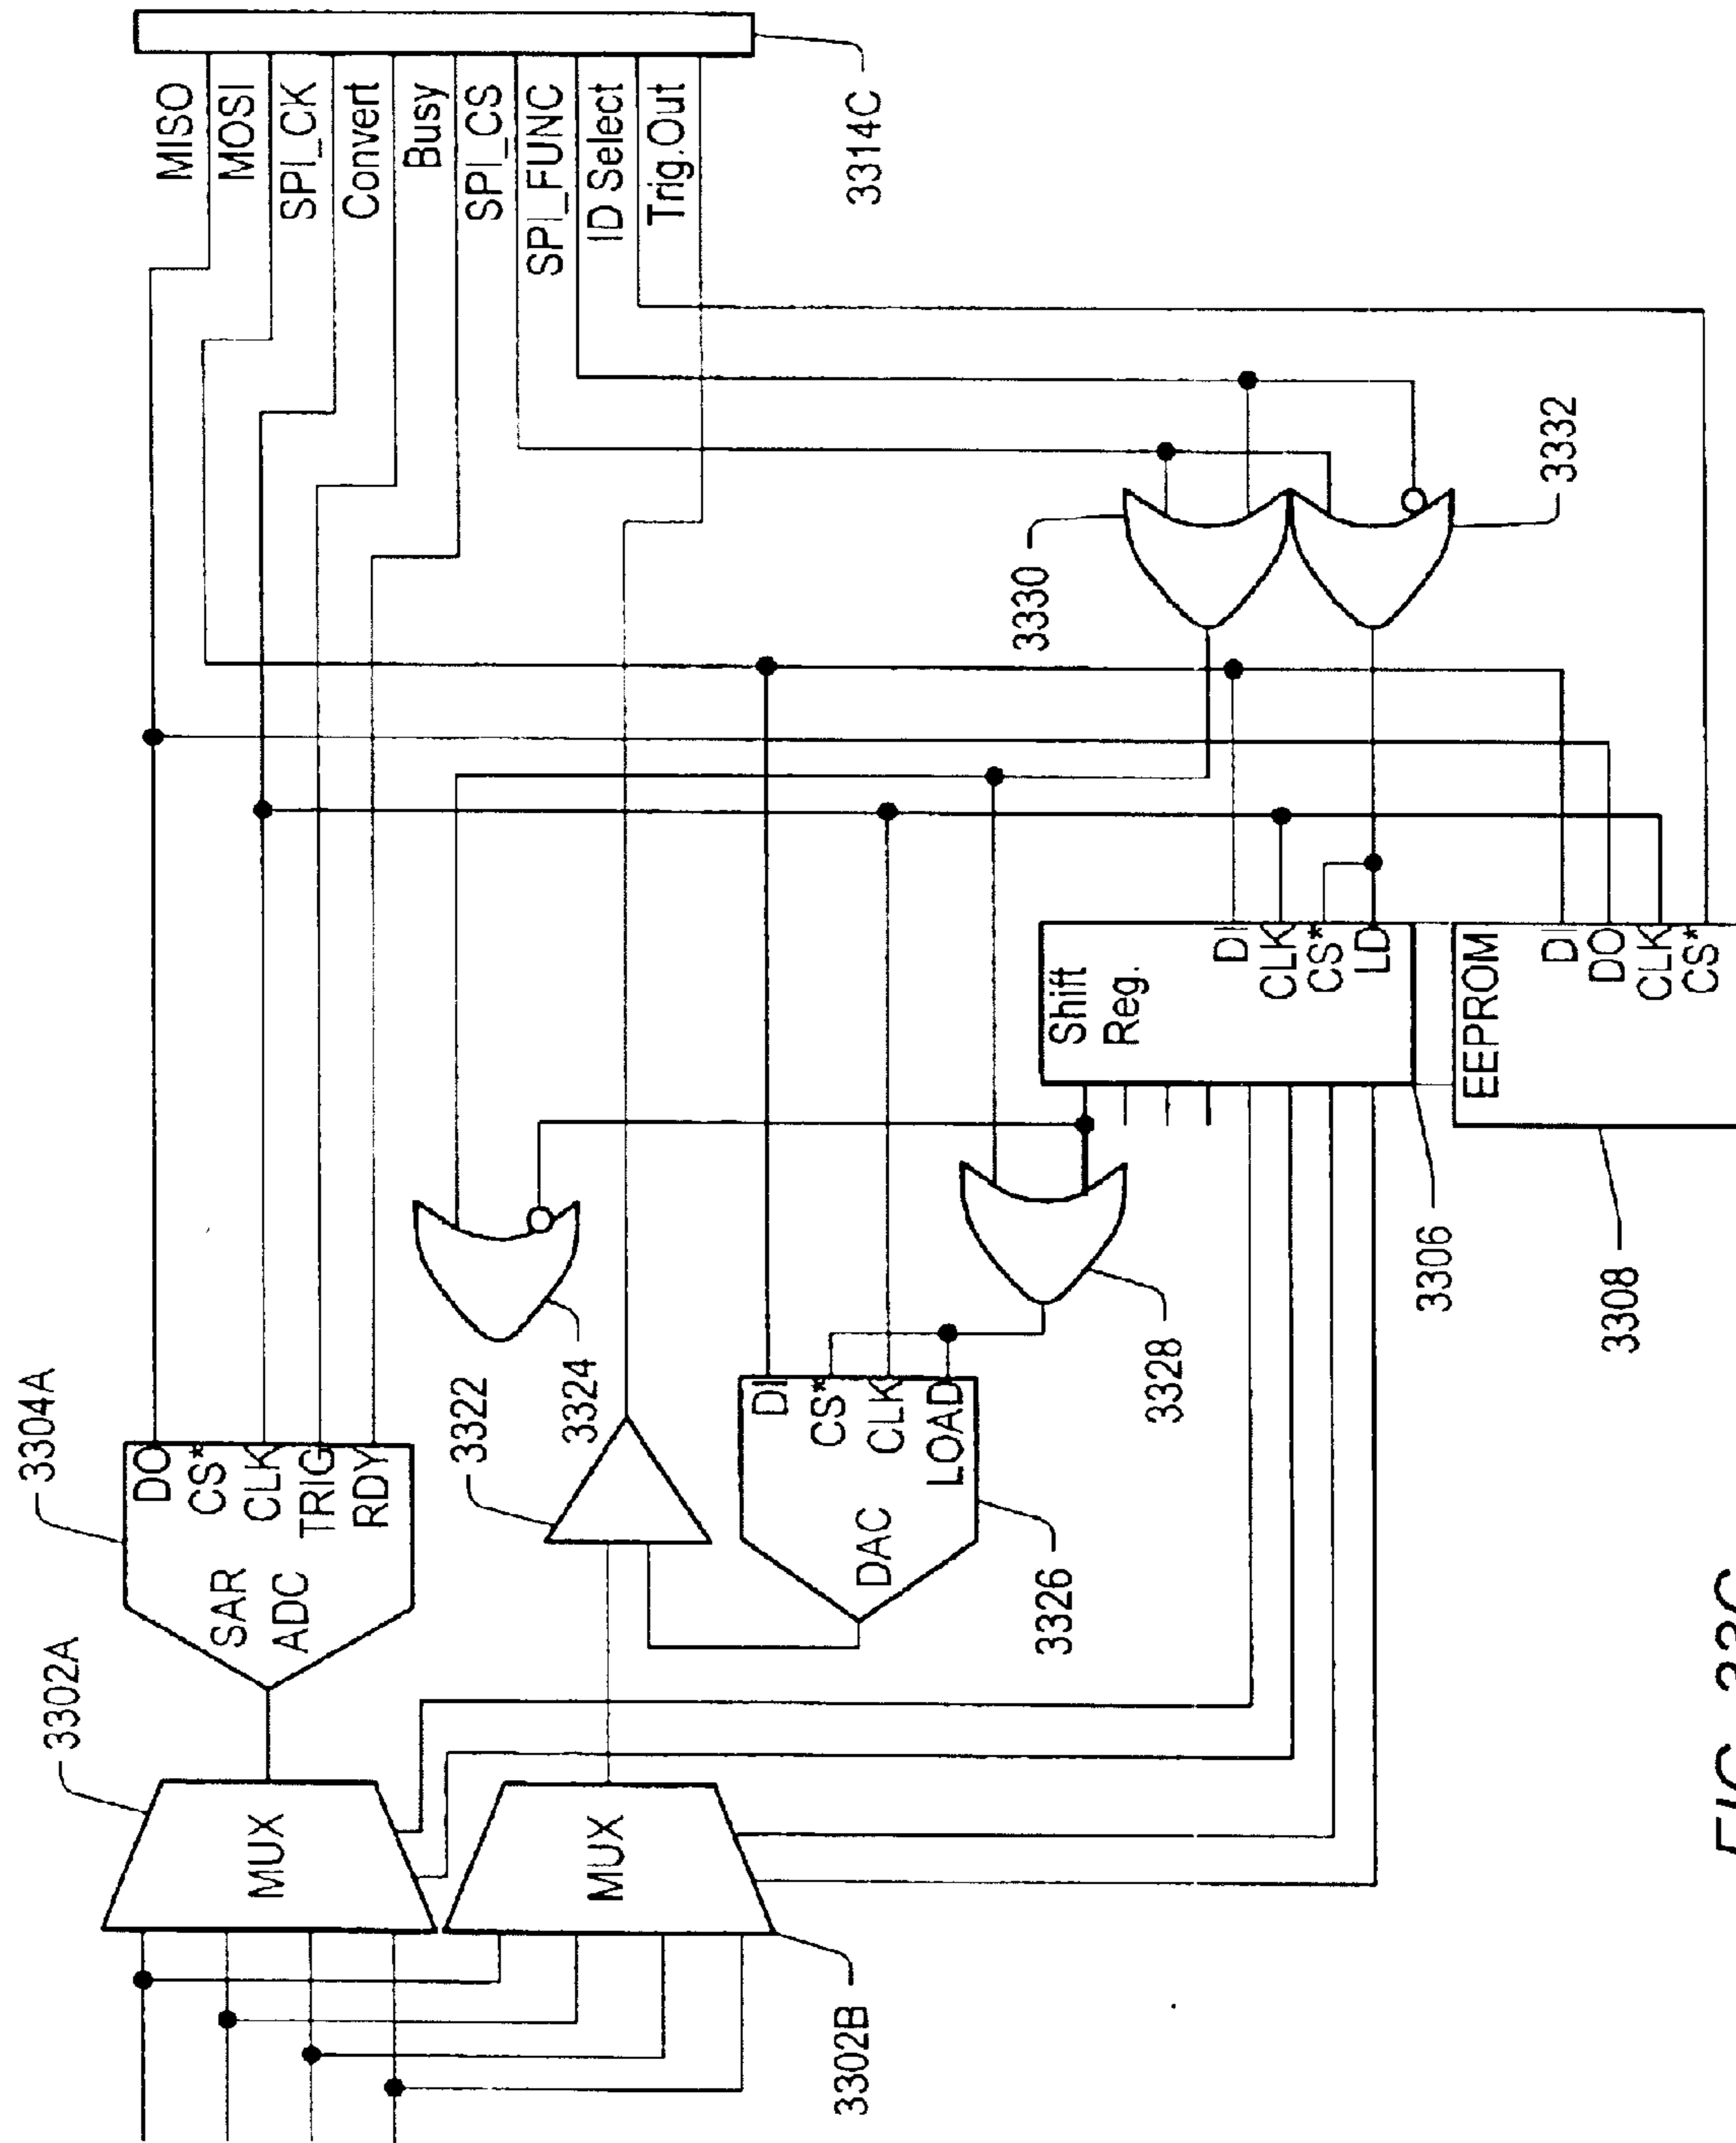 3302A
3304A
MUX
SAR
ADC
DO
CS*
CLK
TRIG
RDY
MISO
MOSI
SPI_CK
Convert
Busy
SPI_CS
SPI_FUNC
ID Select
Trig.Out
3314C
3322
3324
MUX
3302B
DAC
DI
CS*
CLK
LOAD
3326
3328
3330
3332
Shift
Reg.
DI
CLK
CS*
LD
3306
EEPROM
DI
DO
CLK
CS*
3308
FIG. 33C